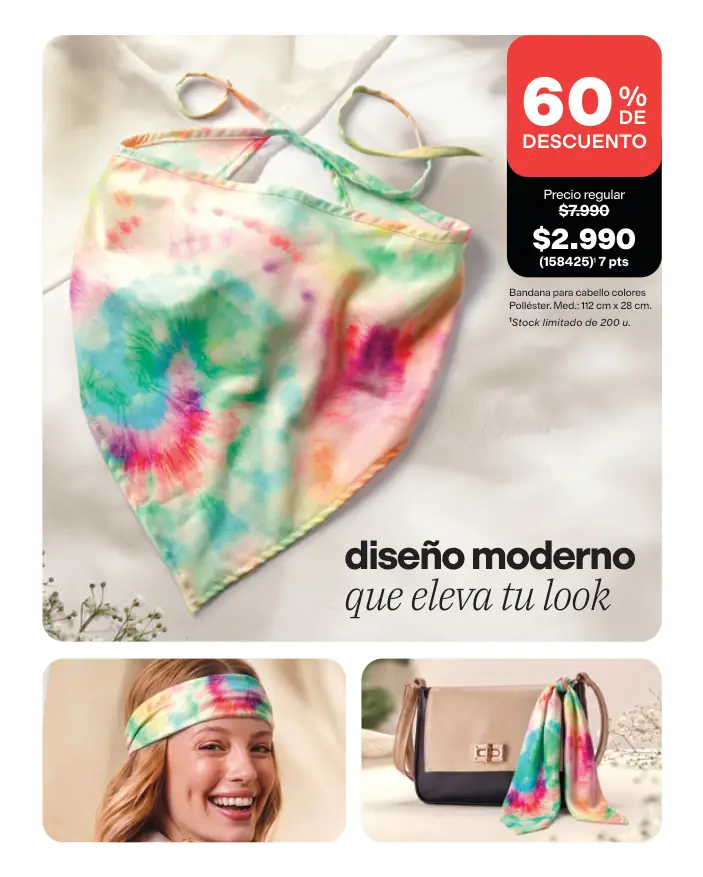 60%
DE
DESCUENTO
Precio regular
$7.990
$2.990
(158425)¹ 7 pts
Bandana para cabello colores
Poliéster. Med.: 112 cm x 28 cm.
¹Stock limitado de 200 u.
diseño moderno
que eleva tu look